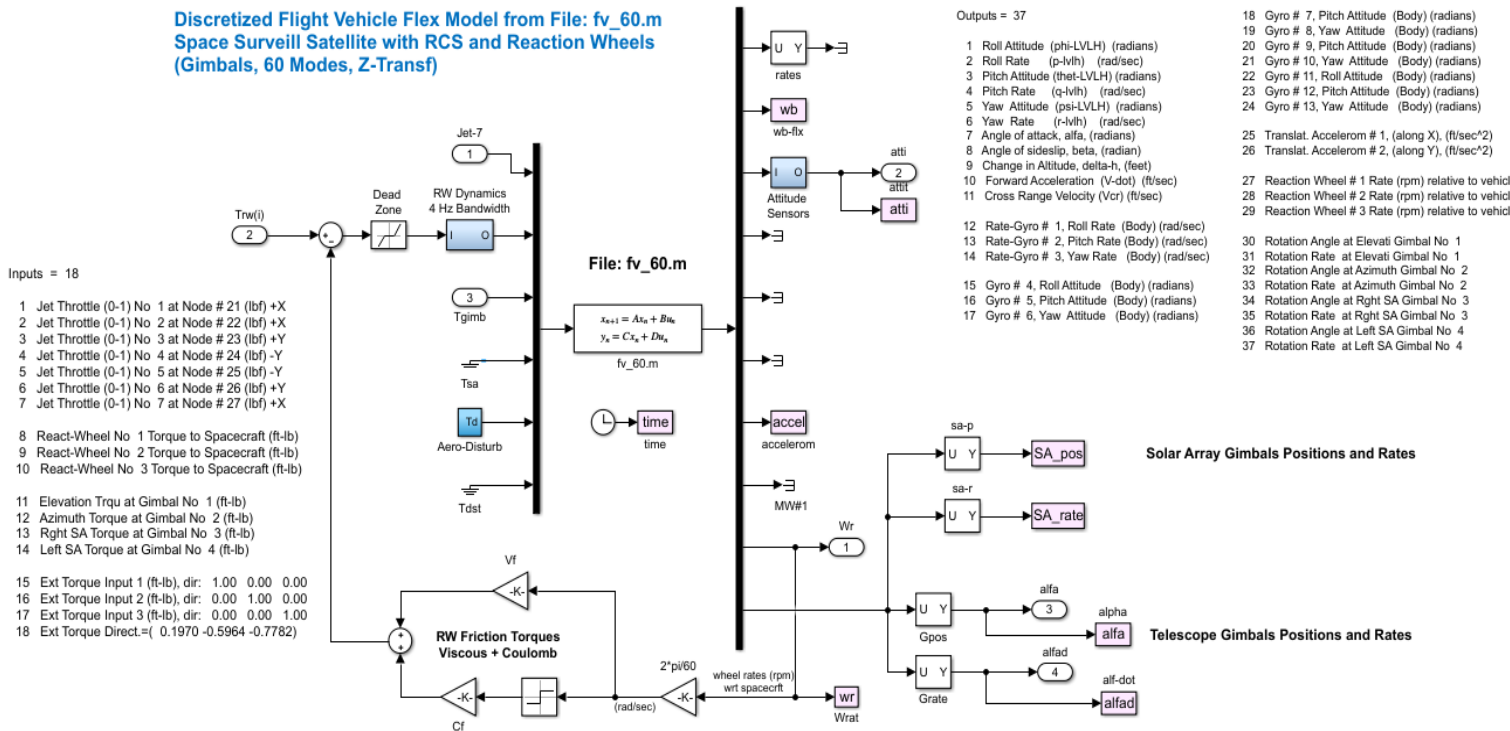 Discretized Flight Vehicle Flex Model from File: fv_60.m
Space Surveill Satellite with RCS and Reaction Wheels
(Gimbals, 60 Modes, Z-Transf)
Inputs = 18
1 Jet Throttle (0-1) No 1 at Node # 21 (lbf) +X
2 Jet Throttle (0-1) No 2 at Node # 22 (lbf) +X
3 Jet Throttle (0-1) No 3 at Node # 23 (lbf) +Y
4 Jet Throttle (0-1) No 4 at Node # 24 (lbf) -Y
5 Jet Throttle (0-1) No 5 at Node # 25 (lbf) -Y
6 Jet Throttle (0-1) No 6 at Node # 26 (lbf) +Y
7 Jet Throttle (0-1) No 7 at Node # 27 (lbf) +X
8 React-Wheel No 1 Torque to Spacecraft (ft-lb)
9 React-Wheel No 2 Torque to Spacecraft (ft-lb)
10 React-Wheel No 3 Torque to Spacecraft (ft-lb)
11 Elevation Trqu at Gimbal No 1 (ft-lb)
12 Azimuth Torque at Gimbal No 2 (ft-lb)
13 Rght SA Torque at Gimbal No 3 (ft-lb)
14 Left SA Torque at Gimbal No 4 (ft-lb)
15 Ext Torque Input 1 (ft-lb), dir: 1.00 0.00 0.00
16 Ext Torque Input 2 (ft-lb), dir: 0.00 1.00 0.00
17 Ext Torque Input 3 (ft-lb), dir: 0.00 0.00 1.00
18 Ext Torque Direct.=( 0.1970 -0.5964 -0.7782)
Trw(i)
2
Dead
Zone
RW Dynamics
4 Hz Bandwidth
I O
Jet-7
1
3
Tgimb
Tsa
Td
Aero-Disturb
Tdst
File: fv_60.m
xn+1 = Axn + Bun
yn = Cxn + Dun
fv_60.m
time
time
Vf
-K-
RW Friction Torques
Viscous + Coulomb
-K-
Cf
(rad/sec)
2*pi/60
-K-
wheel rates (rpm)
wrt spacecrft
U Y
rates
wb
wb-flx
I O
Attitude
Sensors
atti
2
attit
atti
accel
accelerom
MW#1
Wr
1
wr
Wrat
sa-p
U Y
SA_pos
sa-r
U Y
SA_rate
Solar Array Gimbals Positions and Rates
U Y
Gpos
alfa
3
alpha
alfa
Telescope Gimbals Positions and Rates
U Y
Grate
alfad
4
alf-dot
alfad
Outputs = 37
1 Roll Attitude (phi-LVLH) (radians)
2 Roll Rate (p-lvlh) (rad/sec)
3 Pitch Attitude (thet-LVLH) (radians)
4 Pitch Rate (q-lvlh) (rad/sec)
5 Yaw Attitude (psi-LVLH) (radians)
6 Yaw Rate (r-lvlh) (rad/sec)
7 Angle of attack, alfa, (radians)
8 Angle of sideslip, beta, (radian)
9 Change in Altitude, delta-h, (feet)
10 Forward Acceleration (V-dot) (ft/sec)
11 Cross Range Velocity (Vcr) (ft/sec)
12 Rate-Gyro # 1, Roll Rate (Body) (rad/sec)
13 Rate-Gyro # 2, Pitch Rate (Body) (rad/sec)
14 Rate-Gyro # 3, Yaw Rate (Body) (rad/sec)
15 Gyro # 4, Roll Attitude (Body) (radians)
16 Gyro # 5, Pitch Attitude (Body) (radians)
17 Gyro # 6, Yaw Attitude (Body) (radians)
18 Gyro # 7, Pitch Attitude (Body) (radians)
19 Gyro # 8, Yaw Attitude (Body) (radians)
20 Gyro # 9, Pitch Attitude (Body) (radians)
21 Gyro # 10, Yaw Attitude (Body) (radians)
22 Gyro # 11, Roll Attitude (Body) (radians)
23 Gyro # 12, Pitch Attitude (Body) (radians)
24 Gyro # 13, Yaw Attitude (Body) (radians)
25 Translat. Accelerom # 1, (along X), (ft/sec^2)
26 Translat. Accelerom # 2, (along Y), (ft/sec^2)
27 Reaction Wheel # 1 Rate (rpm) relative to vehicl
28 Reaction Wheel # 2 Rate (rpm) relative to vehicl
29 Reaction Wheel # 3 Rate (rpm) relative to vehicl
30 Rotation Angle at Elevati Gimbal No 1
31 Rotation Rate at Elevati Gimbal No 1
32 Rotation Angle at Azimuth Gimbal No 2
33 Rotation Rate at Azimuth Gimbal No 2
34 Rotation Angle at Rght SA Gimbal No 3
35 Rotation Rate at Rght SA Gimbal No 3
36 Rotation Angle at Left SA Gimbal No 4
37 Rotation Rate at Left SA Gimbal No 4